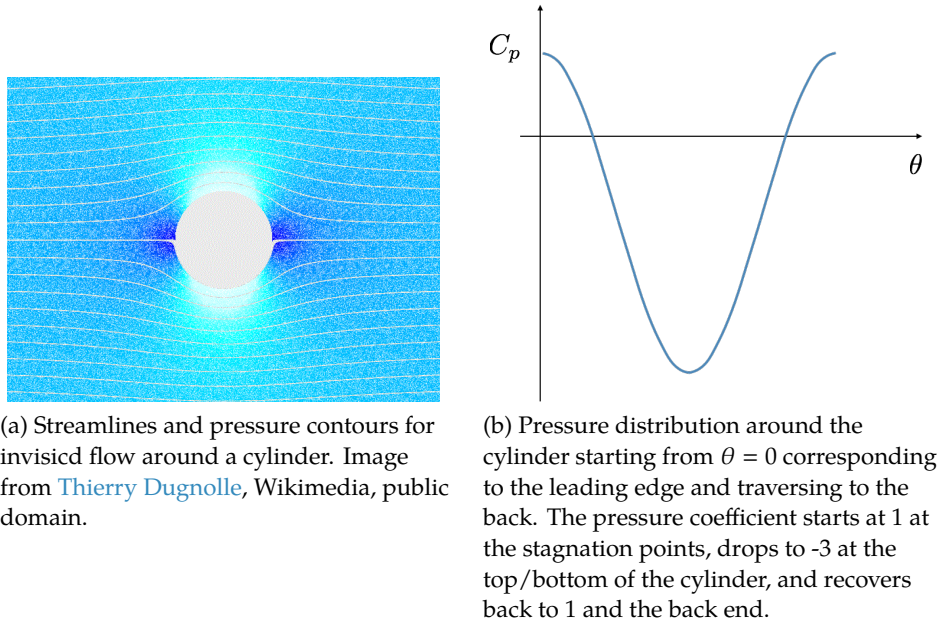 C_p
θ
(a) Streamlines and pressure contours for
invisicd flow around a cylinder. Image
from Thierry Dugnolle, Wikimedia, public
domain.
(b) Pressure distribution around the
cylinder starting from θ = 0 corresponding
to the leading edge and traversing to the
back. The pressure coefficient starts at 1 at
the stagnation points, drops to -3 at the
top/bottom of the cylinder, and recovers
back to 1 and the back end.